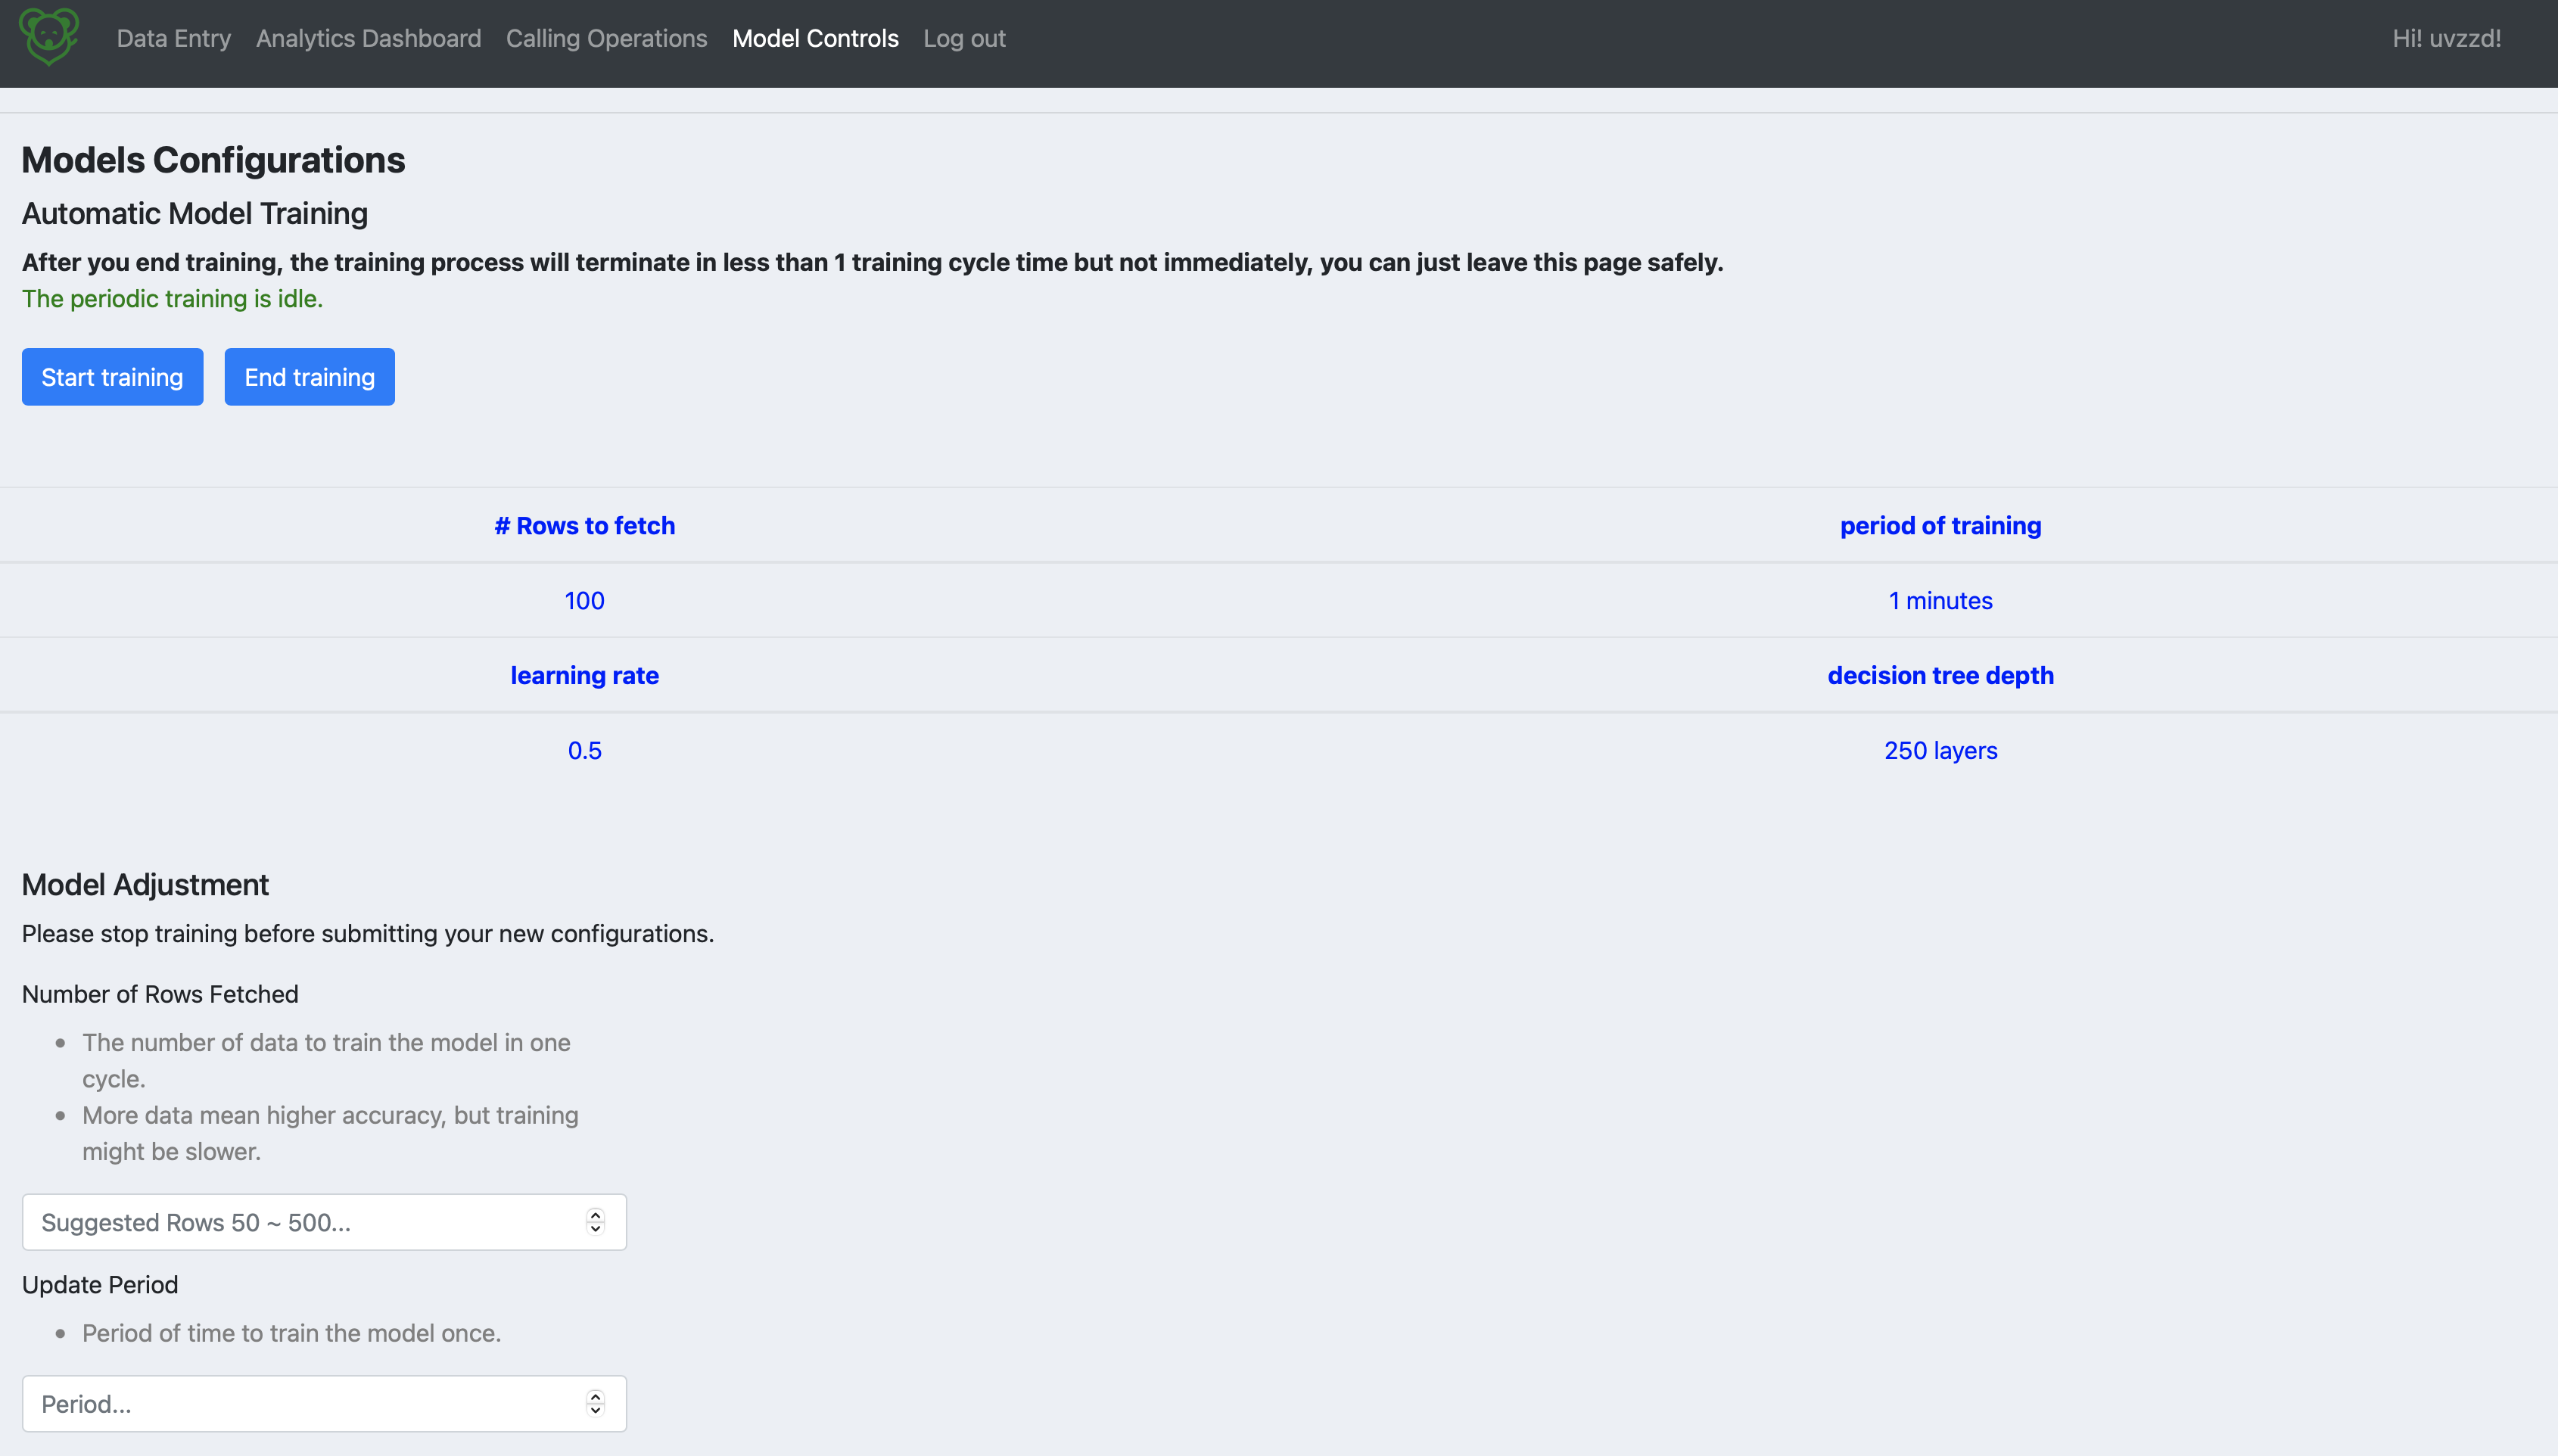 Data Entry Analytics Dashboard Calling Operations Model Controls Log out Hi! uvzzd!
Models Configurations
Automatic Model Training
After you end training, the training process will terminate in less than 1 training cycle time but not immediately, you can just leave this page safely.
The periodic training is idle.
Start training End training
# Rows to fetch period of training
100 1 minutes
learning rate decision tree depth
0.5 250 layers
Model Adjustment
Please stop training before submitting your new configurations.
Number of Rows Fetched
The number of data to train the model in one
cycle.
More data mean higher accuracy, but training
might be slower.
Suggested Rows 50 ~ 500...
Update Period
Period of time to train the model once.
Period...